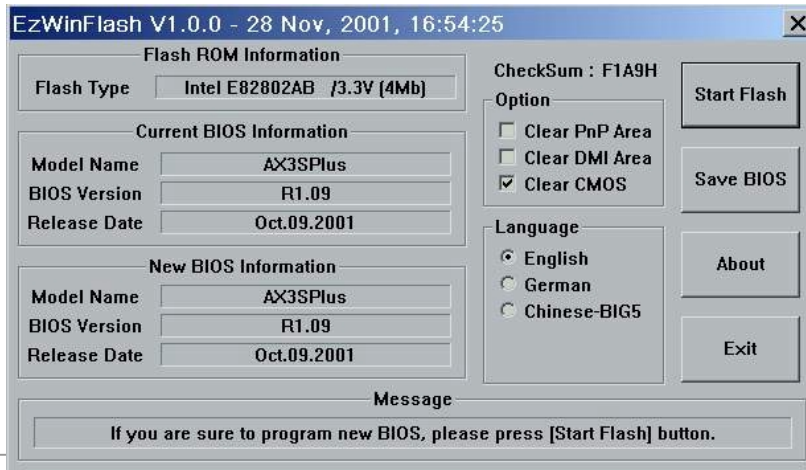 EzWinFlash V1.0.0 - 28 Nov, 2001, 16:54:25
Flash ROM Information
Flash Type Intel E82802AB /3.3V (4Mb)
Current BIOS Information
Model Name AX3SPlus
BIOS Version R1.09
Release Date Oct.09.2001
New BIOS Information
Model Name AX3SPlus
BIOS Version R1.09
Release Date Oct.09.2001
CheckSum : F1A9H
Option
Clear PnP Area
Clear DMI Area
Clear CMOS
Language
English
German
Chinese-BIG5
Start Flash
Save BIOS
About
Exit
Message
If you are sure to program new BIOS, please press [Start Flash] button.